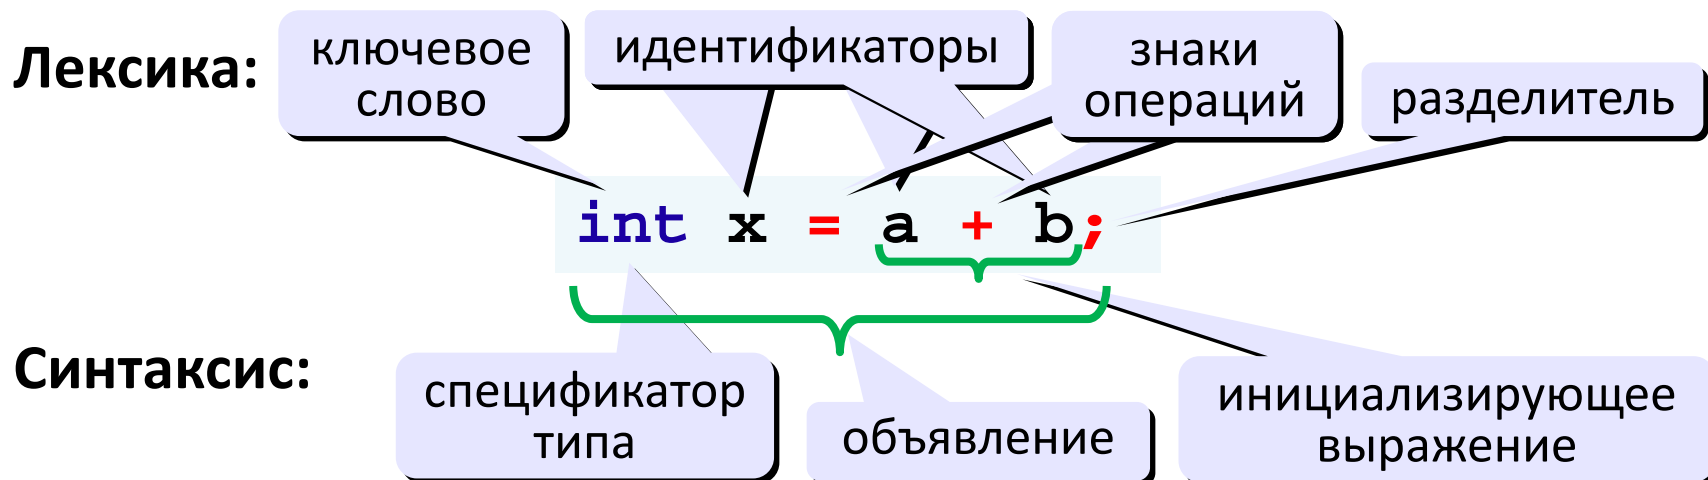 Лексика:
ключевое
слово
идентификаторы
знаки
операций
разделитель
int x = a + b;
Синтаксис:
спецификатор
типа
объявление
инициализирующее
выражение